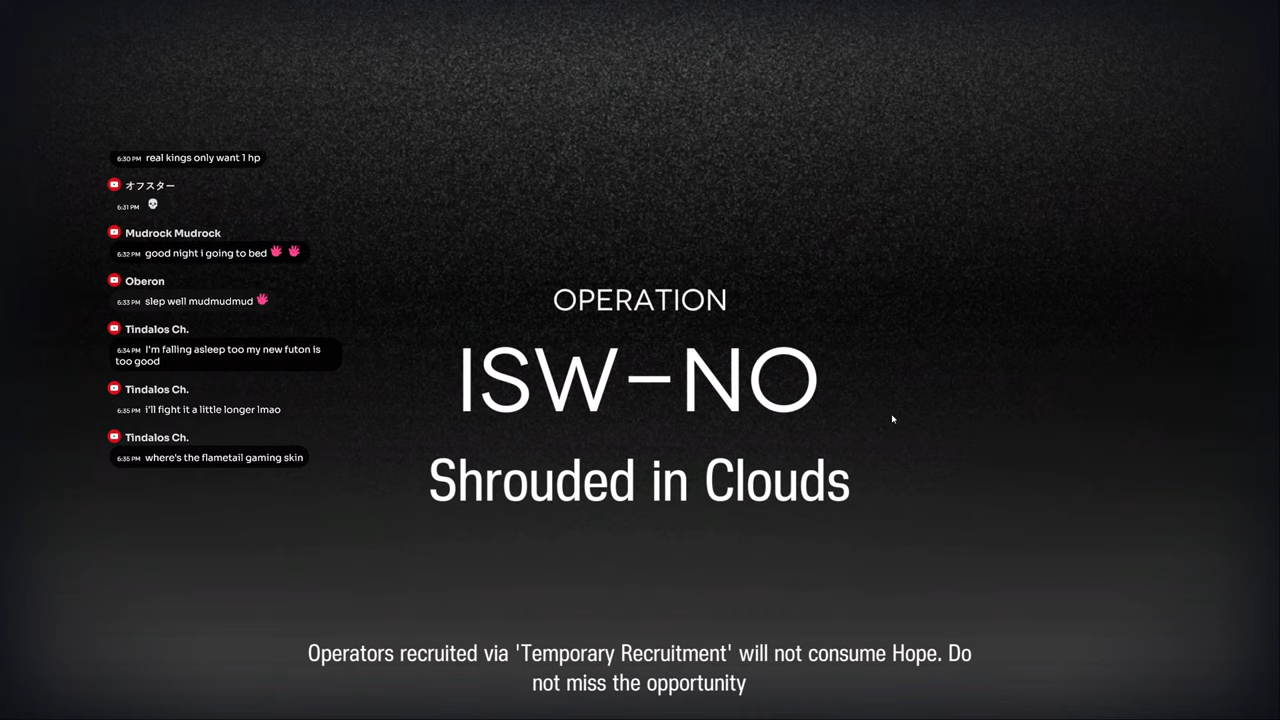 6:30 PM real kings only want 1 hp
オフスター
6:31 PM 💀
Mudrock Mudrock
6:32 PM good night i going to bed
Oberon
6:33 PM slep well mudmudmud
Tindalos Ch.
6:34 PM I'm falling asleep too my new futon is
too good
Tindalos Ch.
6:35 PM i'll fight it a little longer lmao
Tindalos Ch.
6:35 PM where's the flametail gaming skin
OPERATION
ISW-NO
Shrouded in Clouds
Operators recruited via 'Temporary Recruitment' will not consume Hope. Do
not miss the opportunity